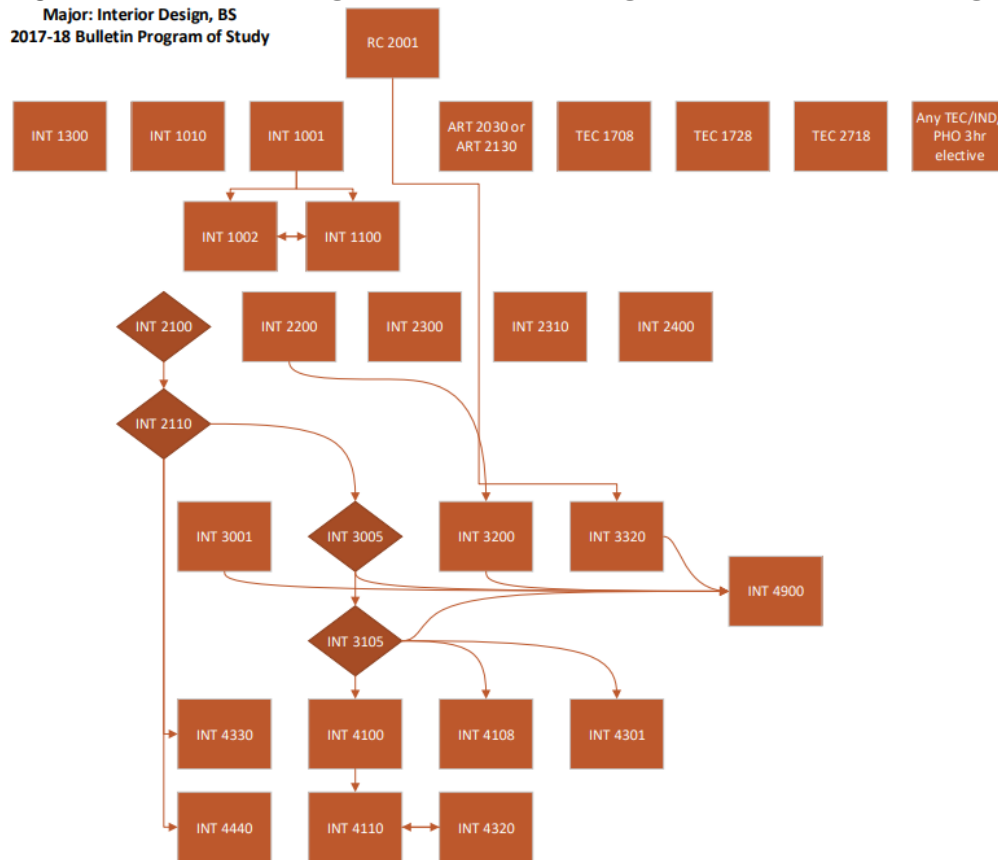 Major: Interior Design, BS
2017-18 Bulletin Program of Study
RC 2001
INT 1300
INT 1010
INT 1001
ART 2030 or
ART 2130
TEC 1708
TEC 1728
TEC 2718
Any TEC/IND/
PHO 3hr
elective
INT 1002
INT 1100
INT 2100
INT 2200
INT 2300
INT 2310
INT 2400
INT 2110
INT 3001
INT 3005
INT 3200
INT 3320
INT 4900
INT 3105
INT 4330
INT 4100
INT 4108
INT 4301
INT 4440
INT 4110
INT 4320